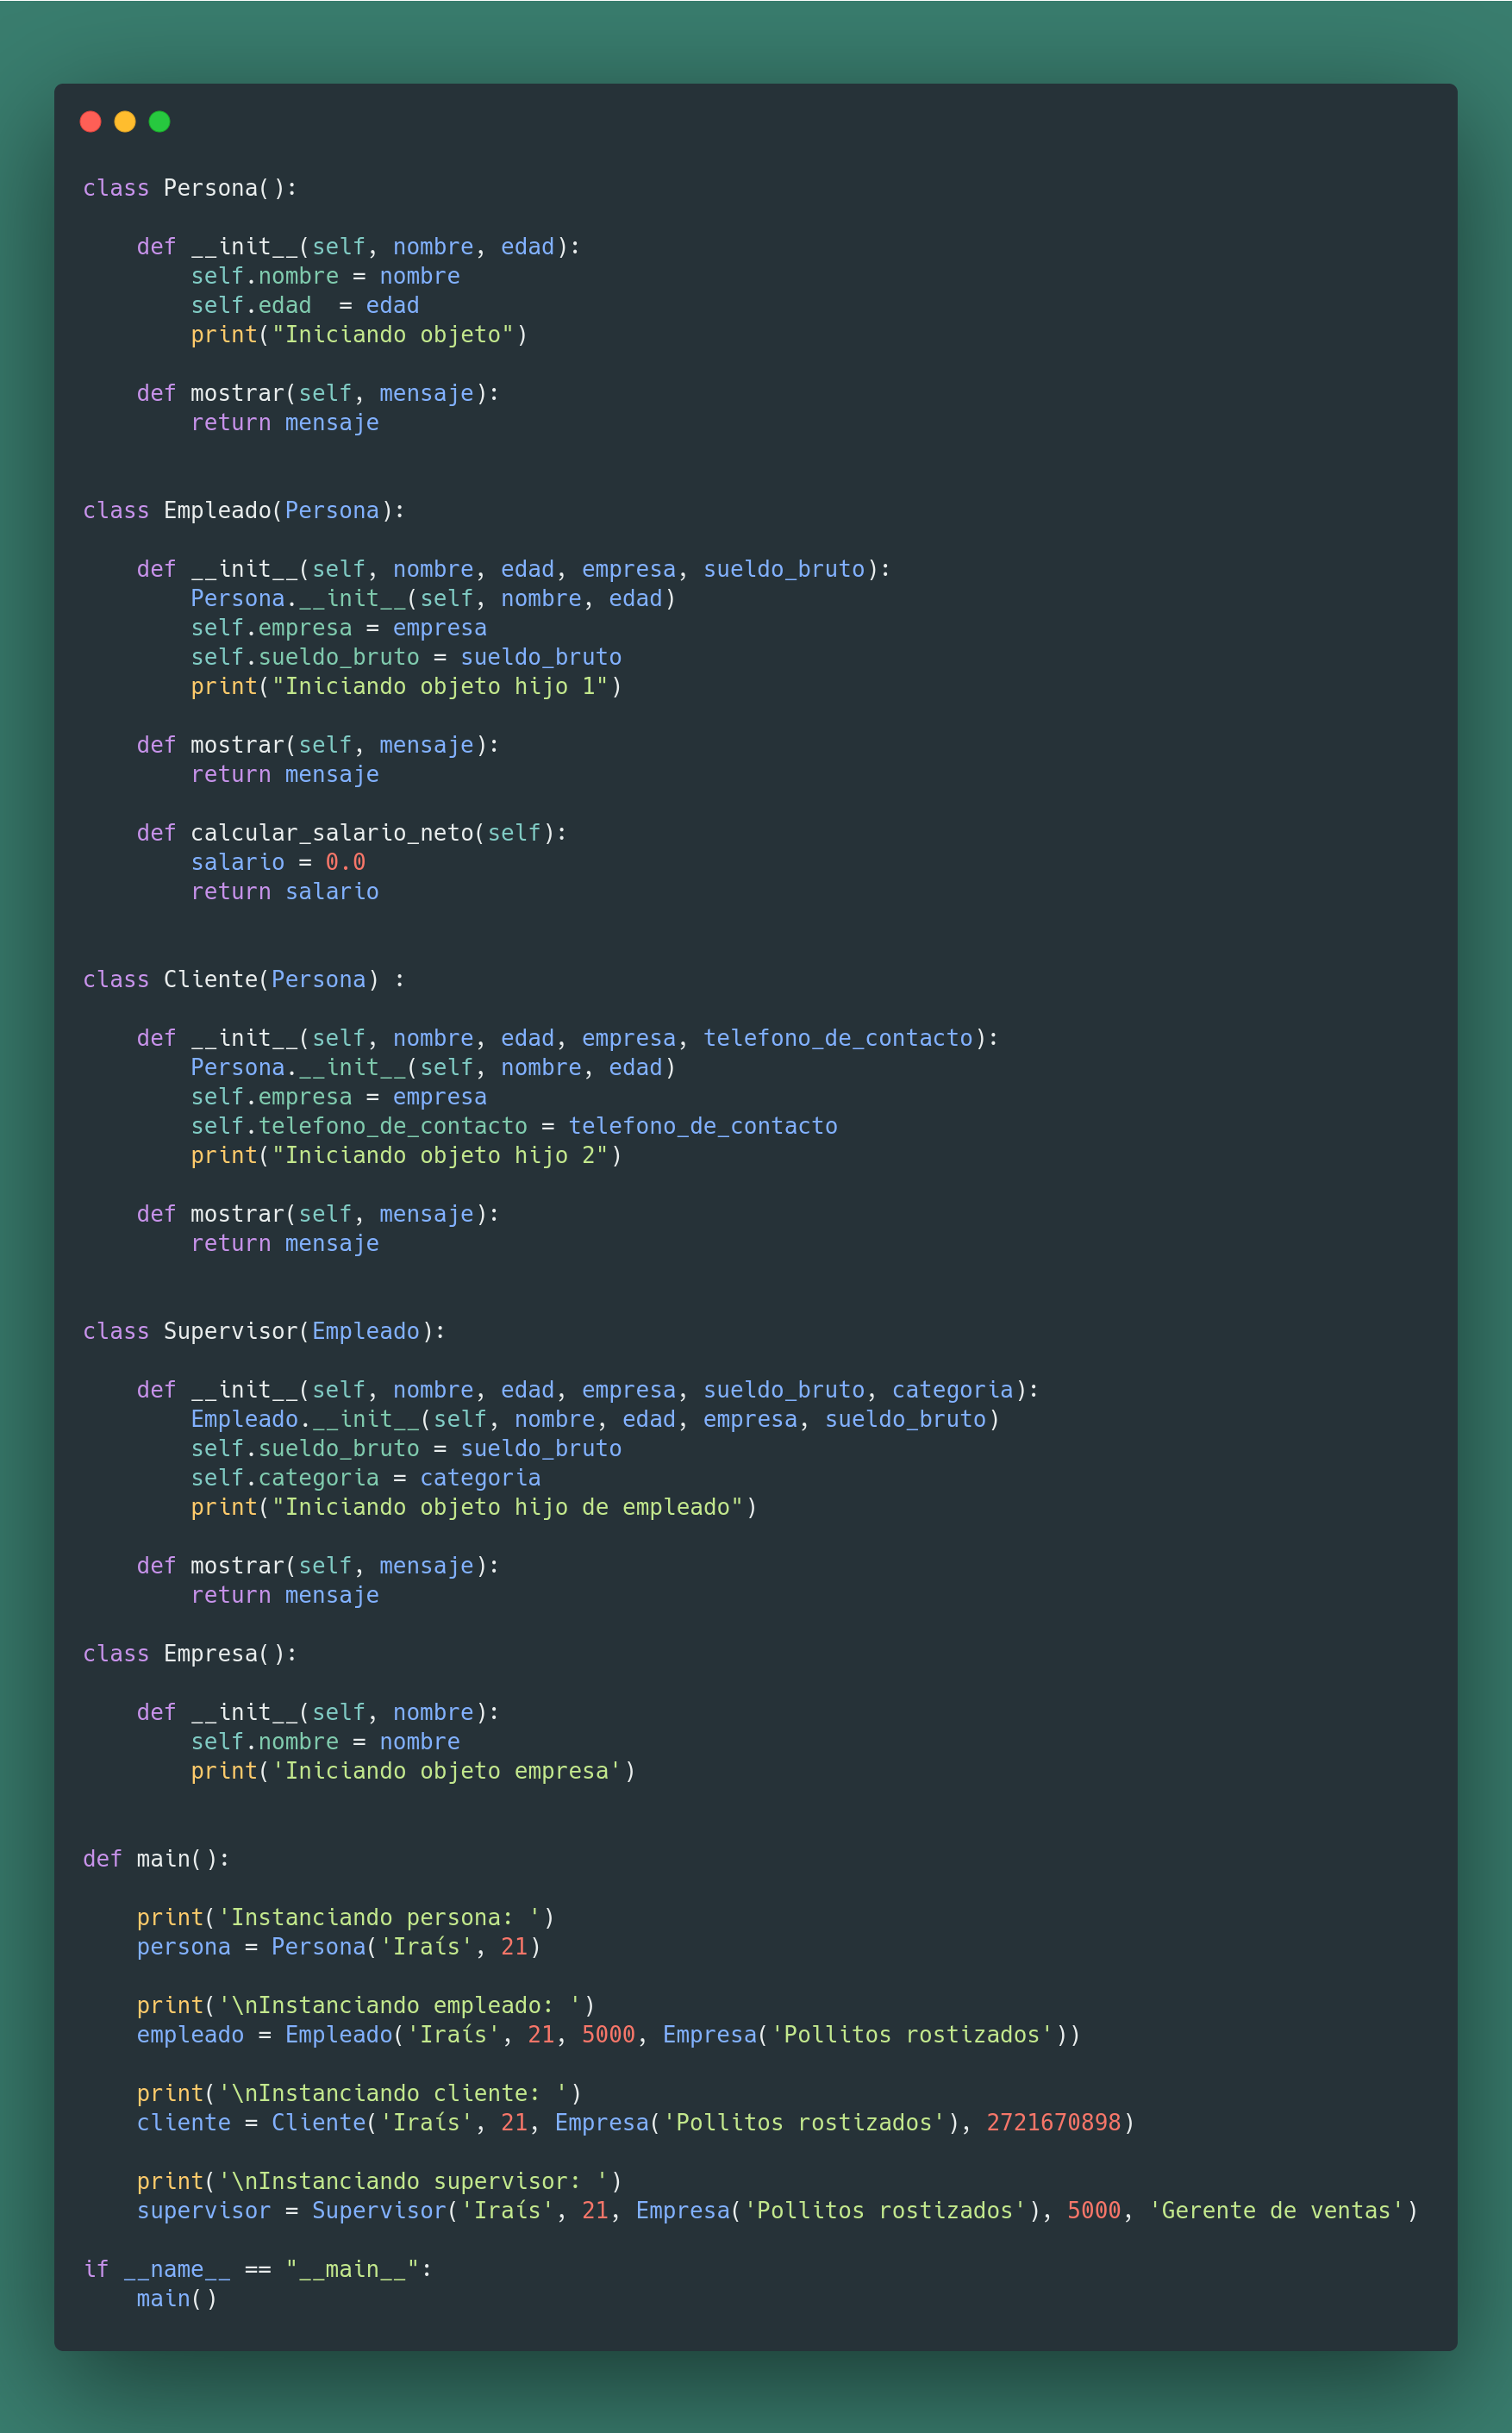 class Persona():
    def __init__(self, nombre, edad):
        self.nombre = nombre
        self.edad  = edad
        print("Iniciando objeto")
    def mostrar(self, mensaje):
        return mensaje
class Empleado(Persona):
    def __init__(self, nombre, edad, empresa, sueldo_bruto):
        Persona.__init__(self, nombre, edad)
        self.empresa = empresa
        self.sueldo_bruto = sueldo_bruto
        print("Iniciando objeto hijo 1")
    def mostrar(self, mensaje):
        return mensaje
    def calcular_salario_neto(self):
        salario = 0.0
        return salario
class Cliente(Persona) :
    def __init__(self, nombre, edad, empresa, telefono_de_contacto):
        Persona.__init__(self, nombre, edad)
        self.empresa = empresa
        self.telefono_de_contacto = telefono_de_contacto
        print("Iniciando objeto hijo 2")
    def mostrar(self, mensaje):
        return mensaje
class Supervisor(Empleado):
    def __init__(self, nombre, edad, empresa, sueldo_bruto, categoria):
        Empleado.__init__(self, nombre, edad, empresa, sueldo_bruto)
        self.sueldo_bruto = sueldo_bruto
        self.categoria = categoria
        print("Iniciando objeto hijo de empleado")
    def mostrar(self, mensaje):
        return mensaje
class Empresa():
    def __init__(self, nombre):
        self.nombre = nombre
        print('Iniciando objeto empresa')
def main():
    print('Instanciando persona: ')
    persona = Persona('Iraís', 21)
    print('\nInstanciando empleado: ')
    empleado = Empleado('Iraís', 21, 5000, Empresa('Pollitos rostizados'))
    print('\nInstanciando cliente: ')
    cliente = Cliente('Iraís', 21, Empresa('Pollitos rostizados'), 2721670898)
    print('\nInstanciando supervisor: ')
    supervisor = Supervisor('Iraís', 21, Empresa('Pollitos rostizados'), 5000, 'Gerente de ventas')
if __name__ == "__main__":
    main()